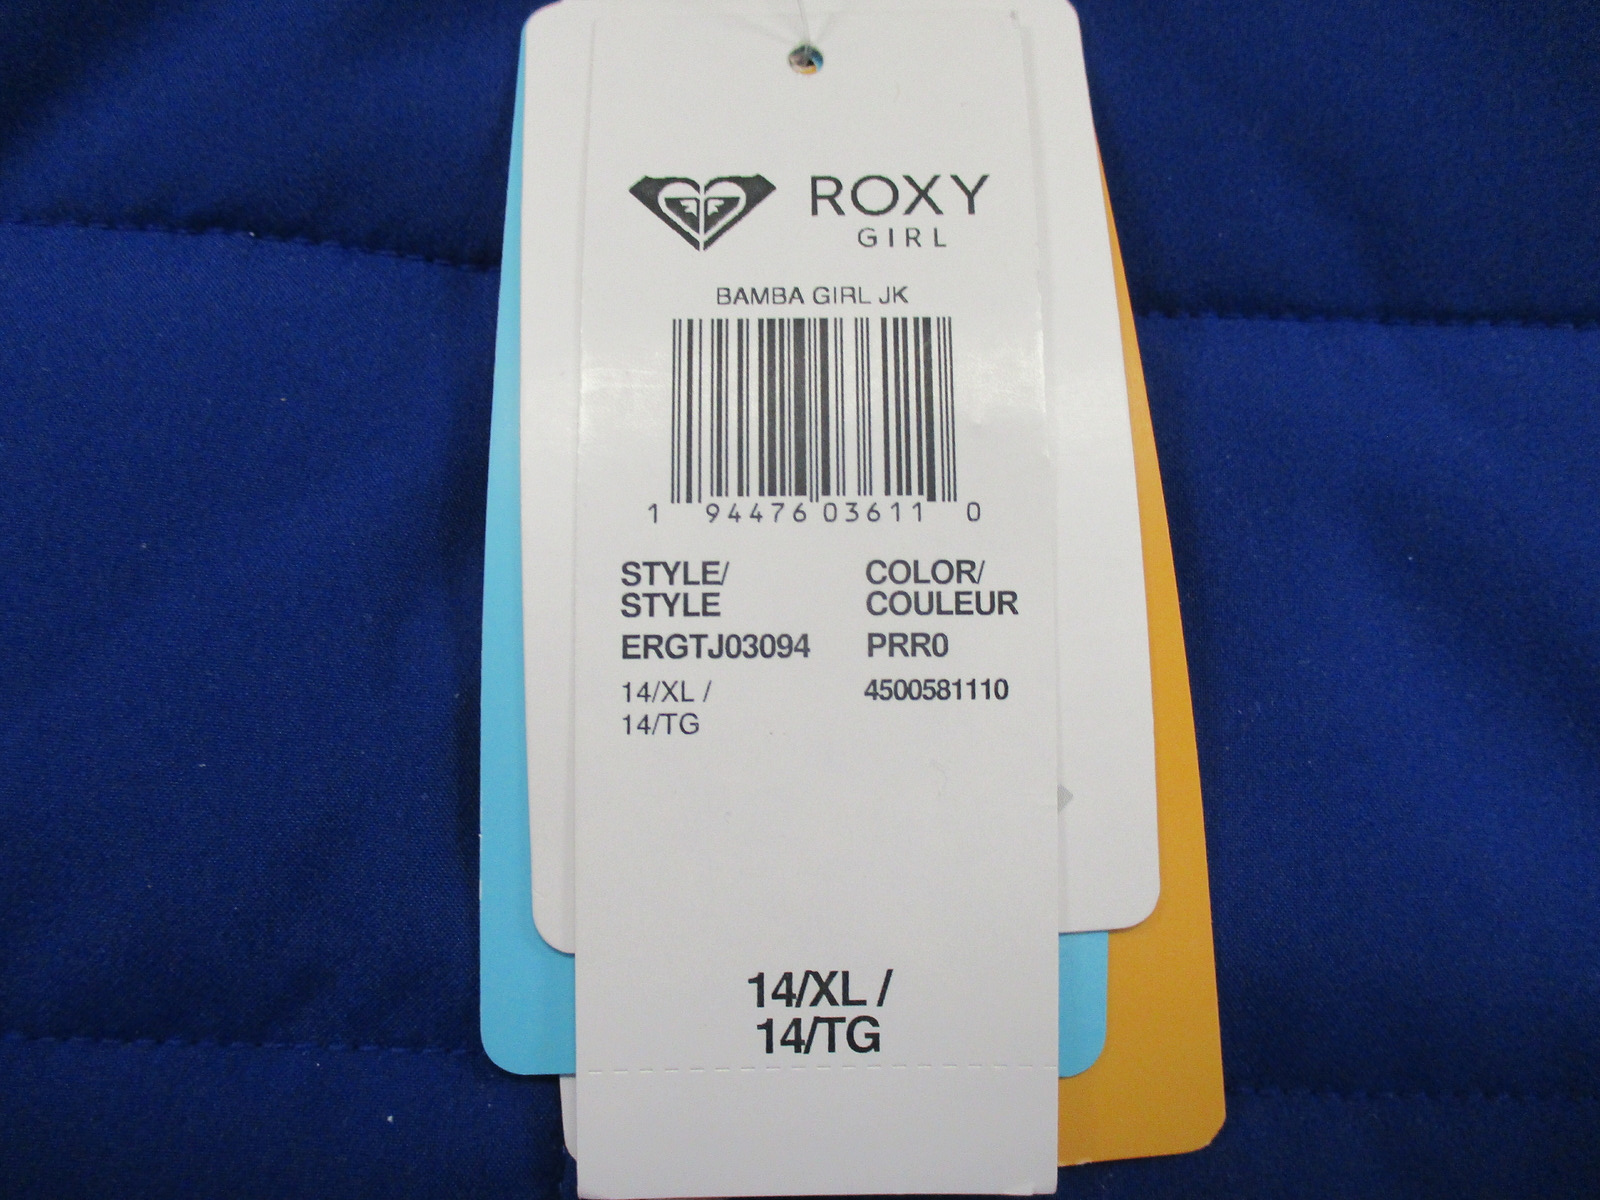 ROXY
GIRL
BAMBA GIRL JK
1 94476 03611 0
STYLE/
STYLE
ERGTJ03094
14/XL /
14/TG
COLOR/
COULEUR
PRR0
4500581110
14/XL /
14/TG